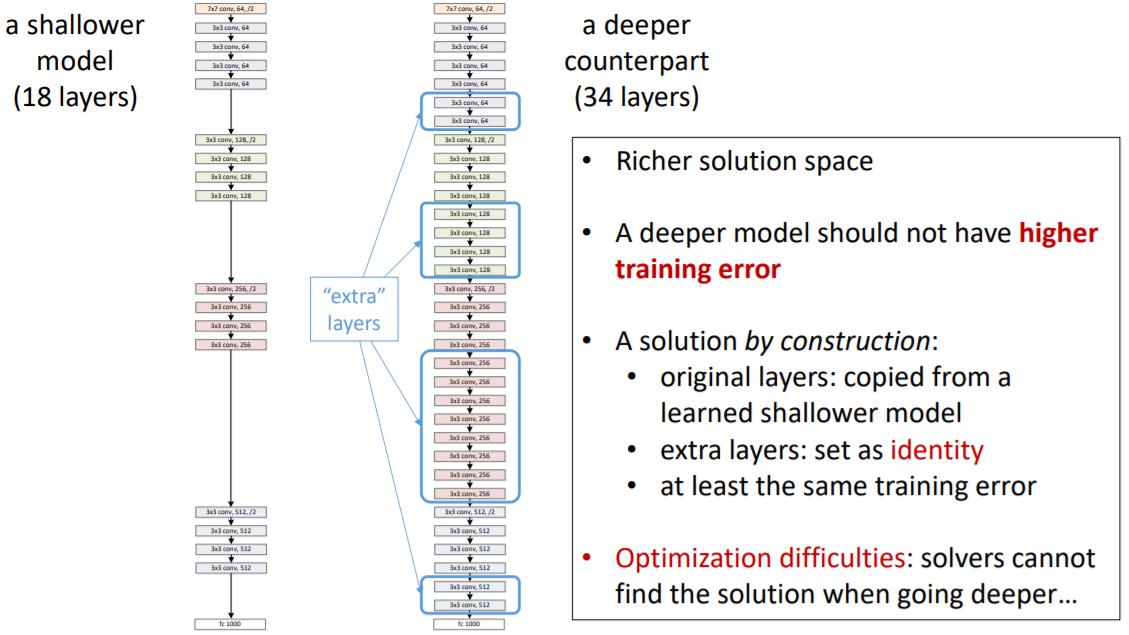 a shallower
model
(18 layers)
7x7 conv, 64, /2
3x3 conv, 64
3x3 conv, 64
3x3 conv, 64
3x3 conv, 64
3x3 conv, 128, /2
3x3 conv, 128
3x3 conv, 128
3x3 conv, 128
3x3 conv, 256, /2
3x3 conv, 256
3x3 conv, 256
3x3 conv, 256
3x3 conv, 512, /2
3x3 conv, 512
3x3 conv, 512
3x3 conv, 512
fc 1000
"extra"
layers
7x7 conv, 64, /2
3x3 conv, 64
3x3 conv, 64
3x3 conv, 64
3x3 conv, 64
3x3 conv, 64
3x3 conv, 64
3x3 conv, 128, /2
3x3 conv, 128
3x3 conv, 128
3x3 conv, 128
3x3 conv, 128
3x3 conv, 128
3x3 conv, 128
3x3 conv, 128
3x3 conv, 256, /2
3x3 conv, 256
3x3 conv, 256
3x3 conv, 256
3x3 conv, 256
3x3 conv, 256
3x3 conv, 256
3x3 conv, 256
3x3 conv, 256
3x3 conv, 256
3x3 conv, 256
3x3 conv, 256
3x3 conv, 512, /2
3x3 conv, 512
3x3 conv, 512
3x3 conv, 512
3x3 conv, 512
3x3 conv, 512
fc 1000
a deeper
counterpart
(34 layers)
• Richer solution space
• A deeper model should not have higher
training error
• A solution by construction:
• original layers: copied from a
learned shallower model
• extra layers: set as identity
• at least the same training error
• Optimization difficulties: solvers cannot
find the solution when going deeper…